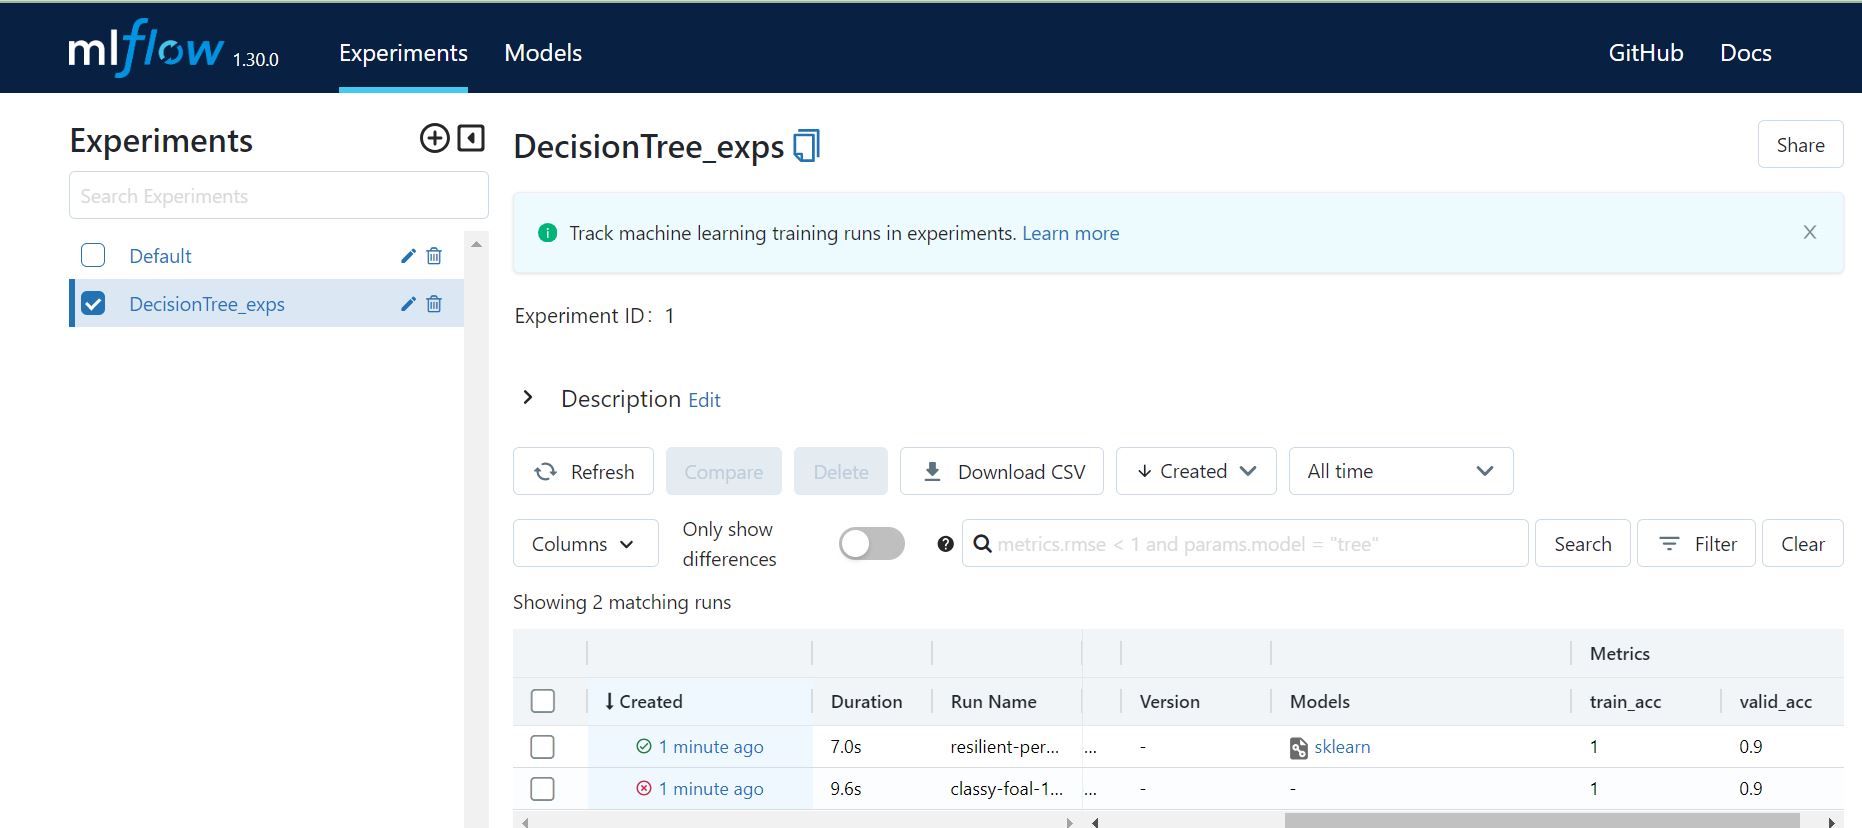 mlflow 1.30.0 Experiments Models GitHub Docs
Experiments
Search Experiments
Default
DecisionTree_exps
DecisionTree_exps
Share
Track machine learning training runs in experiments. Learn more
Experiment ID: 1
Description Edit
Refresh Compare Delete Download CSV Created All time
Columns
Only show
differences
metrics.rmse < 1 and params.model = "tree"
Search Filter Clear
Showing 2 matching runs
Metrics
Created Duration Run Name Version Models train_acc valid_acc
1 minute ago 7.0s resilient-per... ... - sklearn 1 0.9
1 minute ago 9.6s classy-foal-1... ... - - 1 0.9